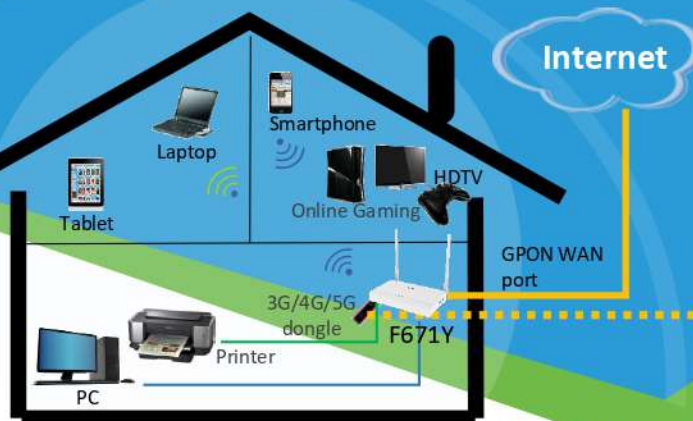 Internet
Smartphone
Laptop
HDTV
Tablet
Online Gaming
GPON WAN
port
3G/4G/5G
dongle
F671Y
Printer
PC